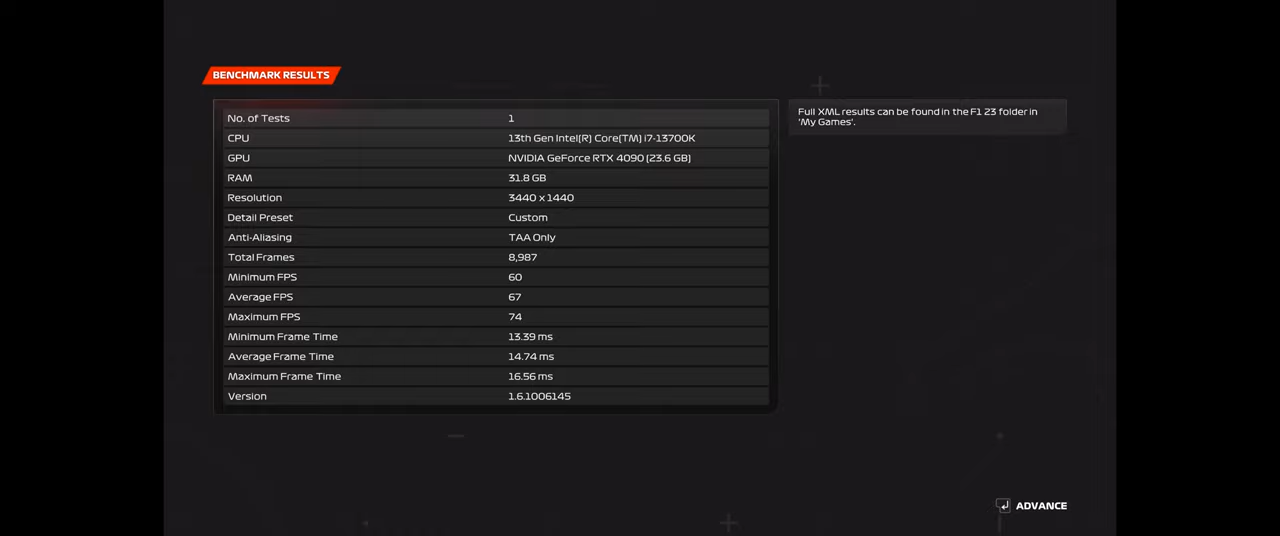 BENCHMARK RESULTS
No. of Tests 1
CPU 13th Gen Intel(R) Core(TM) i7-13700K
GPU NVIDIA GeForce RTX 4090 (23.6 GB)
RAM 31.8 GB
Resolution 3440 x 1440
Detail Preset Custom
Anti-Aliasing TAA Only
Total Frames 8,987
Minimum FPS 60
Average FPS 67
Maximum FPS 74
Minimum Frame Time 13.39 ms
Average Frame Time 14.74 ms
Maximum Frame Time 16.56 ms
Version 1.6.1006145
Full XML results can be found in the F1 23 folder in
'My Games'.
ADVANCE